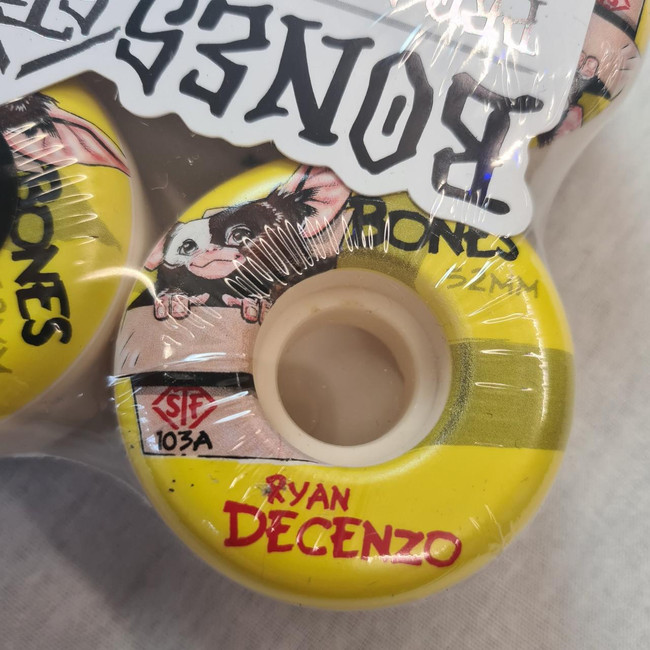 BONES
BONES
BONES
52MM
STF
103A
RYAN
DECENZO